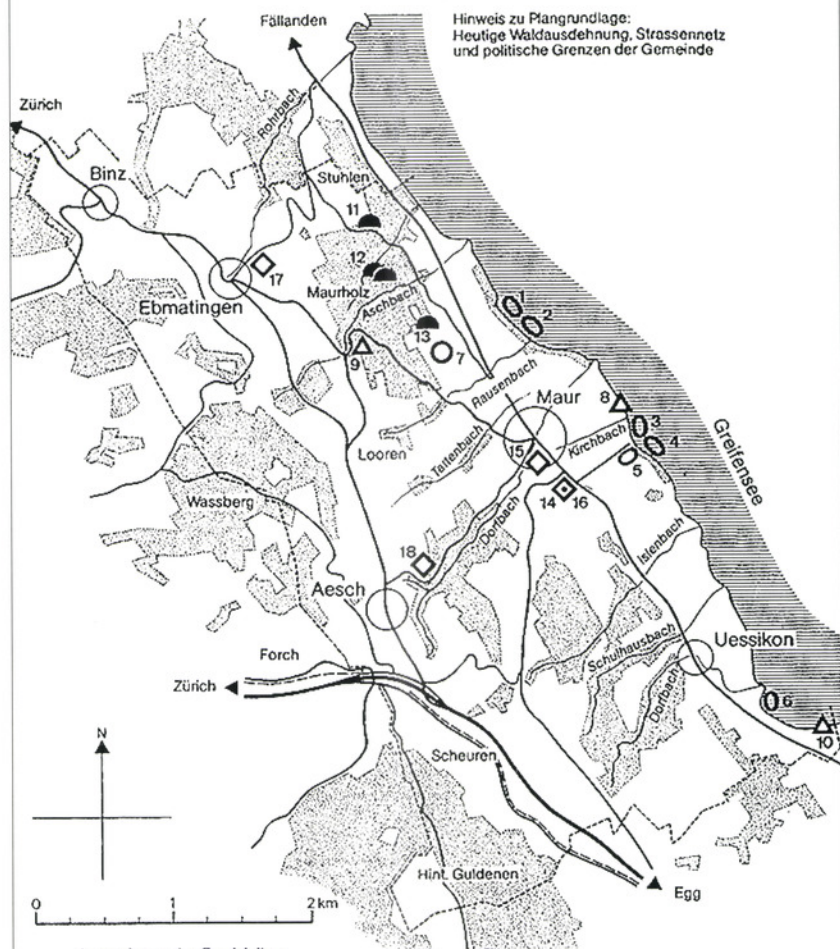 Fällanden
Hinweis zu Plangrundlage:
Heutige Waldausdehnung, Strassennetz
und politische Grenzen der Gemeinde
Zürich
Rohrbach
Binz
Stuhlen
11
12
17
Maurholz
Ebmatingen
Aschbach
1
2
13
7
9
Rausenbach
Maur
8
3
4
Kirchbach
15
5
Greifensee
Looren
Tattenbach
Wassberg
14
16
Dorfbach
Islenbach
18
Aesch
Schulhausbach
Uessikon
Forch
Zürich
Dorfbach
6
10
N
Scheuren
Hint. Guldenen
Egg
0
1
2 km